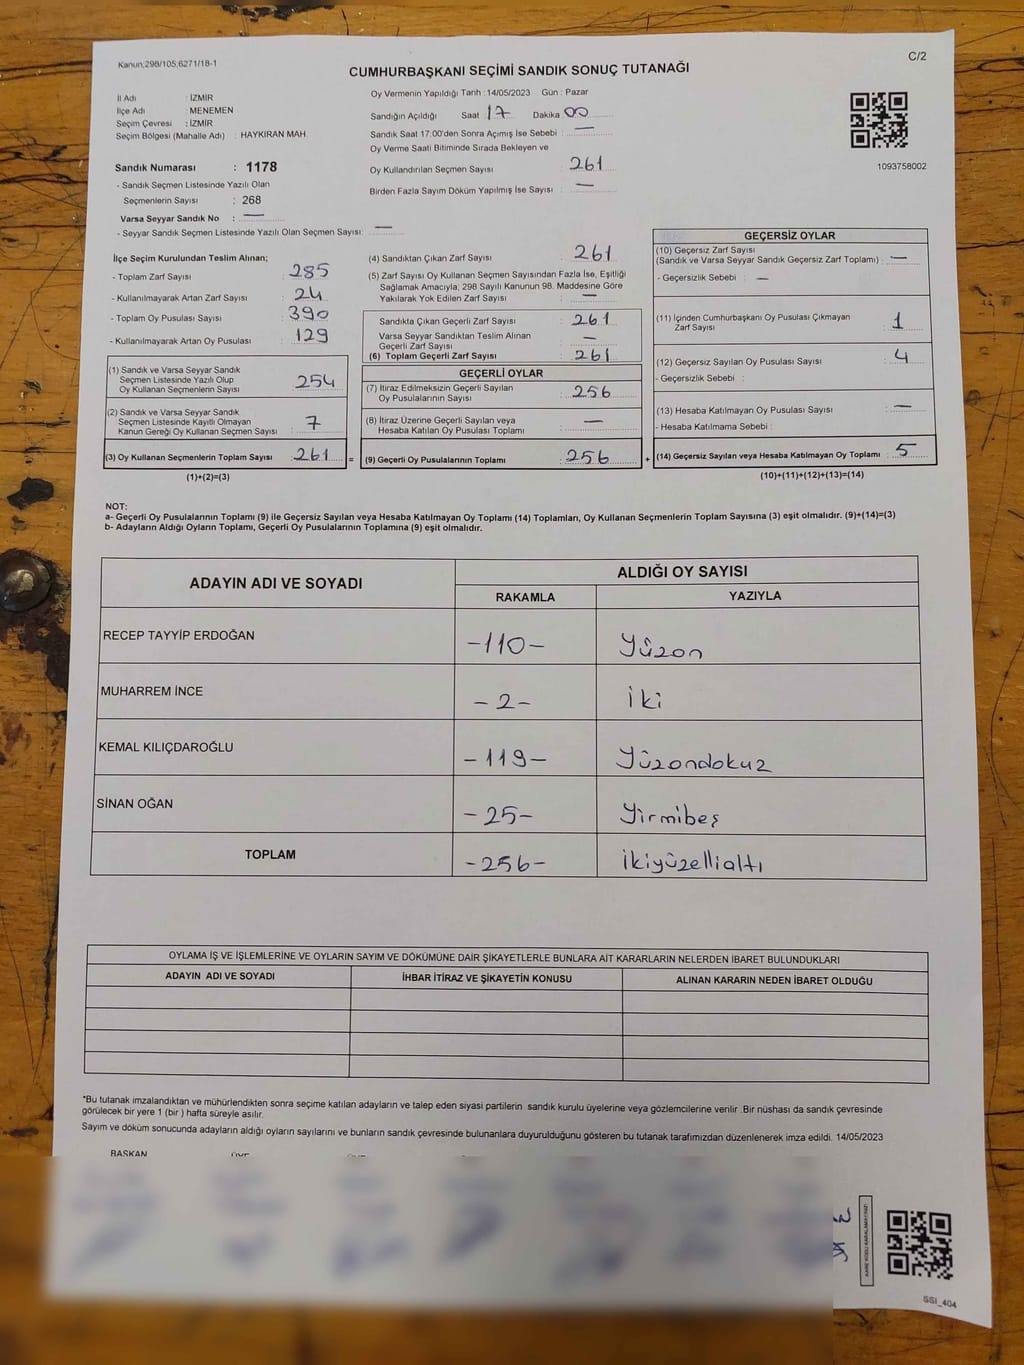 Kanun;298/105,6271/18-1
C/2
CUMHURBAŞKANI SEÇİMİ SANDIK SONUÇ TUTANAĞI
İl Adı : İZMİR
İlçe Adı : MENEMEN
Seçim Çevresi : İZMİR
Seçim Bölgesi (Mahalle Adı) : HAYKIRAN MAH.
Sandık Numarası : 1178
- Sandık Seçmen Listesinde Yazılı Olan
Seçmenlerin Sayısı : 268
Varsa Seyyar Sandık No : —
- Seyyar Sandık Seçmen Listesinde Yazılı Olan Seçmen Sayısı: —
Oy Vermenin Yapıldığı Tarih : 14/05/2023 Gün : Pazar
Sandığın Açıldığı Saat 17 Dakika 00
Sandık Saat 17:00'den Sonra Açımış İse Sebebi : —
Oy Verme Saati Bitiminde Sırada Bekleyen ve
Oy Kullandırılan Seçmen Sayısı : 261
Birden Fazla Sayım Döküm Yapılmış İse Sayısı : —
1093758002
İlçe Seçim Kurulundan Teslim Alınan;
- Toplam Zarf Sayısı : 285
- Kullanılmayarak Artan Zarf Sayısı : 24
- Toplam Oy Pusulası Sayısı : 390
- Kullanılmayarak Artan Oy Pusulası : 129
(1) Sandık ve Varsa Seyyar Sandık
Seçmen Listesinde Yazılı Olup
Oy Kullanan Seçmenlerin Sayısı : 254
(2) Sandık ve Varsa Seyyar Sandık
Seçmen Listesinde Kayıtlı Olmayan
Kanun Gereği Oy Kullanan Seçmen Sayısı : 7
(3) Oy Kullanan Seçmenlerin Toplam Sayısı : 261
(1)+(2)=(3)
(4) Sandıktan Çıkan Zarf Sayısı : 261
(5) Zarf Sayısı Oy Kullanan Seçmen Sayısından Fazla İse, Eşitliği
Sağlamak Amacıyla; 298 Sayılı Kanunun 98. Maddesine Göre
Yakılarak Yok Edilen Zarf Sayısı : —
Sandıkta Çıkan Geçerli Zarf Sayısı : 261
Varsa Seyyar Sandıktan Teslim Alınan
Geçerli Zarf Sayısı : —
(6) Toplam Geçerli Zarf Sayısı : 261
GEÇERLİ OYLAR
(7) İtiraz Edilmeksizin Geçerli Sayılan
Oy Pusulalarının Sayısı : 256
(8) İtiraz Üzerine Geçerli Sayılan veya
Hesaba Katılan Oy Pusulası Toplamı : —
= (9) Geçerli Oy Pusulalarının Toplamı : 256
GEÇERSİZ OYLAR
(10) Geçersiz Zarf Sayısı
(Sandık ve Varsa Seyyar Sandık Geçersiz Zarf Toplamı) : —
- Geçersizlik Sebebi : —
(11) İçinden Cumhurbaşkanı Oy Pusulası Çıkmayan
Zarf Sayısı : 1
(12) Geçersiz Sayılan Oy Pusulası Sayısı : 4
- Geçersizlik Sebebi :
(13) Hesaba Katılmayan Oy Pusulası Sayısı : —
- Hesaba Katılmama Sebebi :
+ (14) Geçersiz Sayılan veya Hesaba Katılmayan Oy Toplamı : 5
(10)+(11)+(12)+(13)=(14)
NOT:
a- Geçerli Oy Pusulalarının Toplamı (9) ile Geçersiz Sayılan veya Hesaba Katılmayan Oy Toplamı (14) Toplamları, Oy Kullanan Seçmenlerin Toplam Sayısına (3) eşit olmalıdır. (9)+(14)=(3)
b- Adayların Aldığı Oyların Toplamı, Geçerli Oy Pusulalarının Toplamına (9) eşit olmalıdır.
ADAYIN ADI VE SOYADI ALDIĞI OY SAYISI
RAKAMLA YAZIYLA
RECEP TAYYİP ERDOĞAN -110- Yüzon
MUHARREM İNCE -2- İki
KEMAL KILIÇDAROĞLU -119- Yüzondokuz
SİNAN OĞAN -25- Yirmibeş
TOPLAM -256- İkiyüzellialtı
OYLAMA İŞ VE İŞLEMLERİNE VE OYLARIN SAYIM VE DÖKÜMÜNE DAİR ŞİKAYETLERLE BUNLARA AİT KARARLARIN NELERDEN İBARET BULUNDUKLARI
ADAYIN ADI VE SOYADI İHBAR İTİRAZ VE ŞİKAYETİN KONUSU ALINAN KARARIN NEDEN İBARET OLDUĞU
*Bu tutanak imzalandıktan ve mühürlendikten sonra seçime katılan adayların ve talep eden siyasi partilerin sandık kurulu üyelerine veya gözlemcilerine verilir .Bir nüshası da sandık çevresinde
görülecek bir yere 1 (bir ) hafta süreyle asılır.
Sayım ve döküm sonucunda adayların aldığı oyların sayılarını ve bunların sandık çevresinde bulunanlara duyurulduğunu gösteren bu tutanak tarafımızdan düzenlenerek imza edildi. 14/05/2023
BAŞKAN
SSI_404